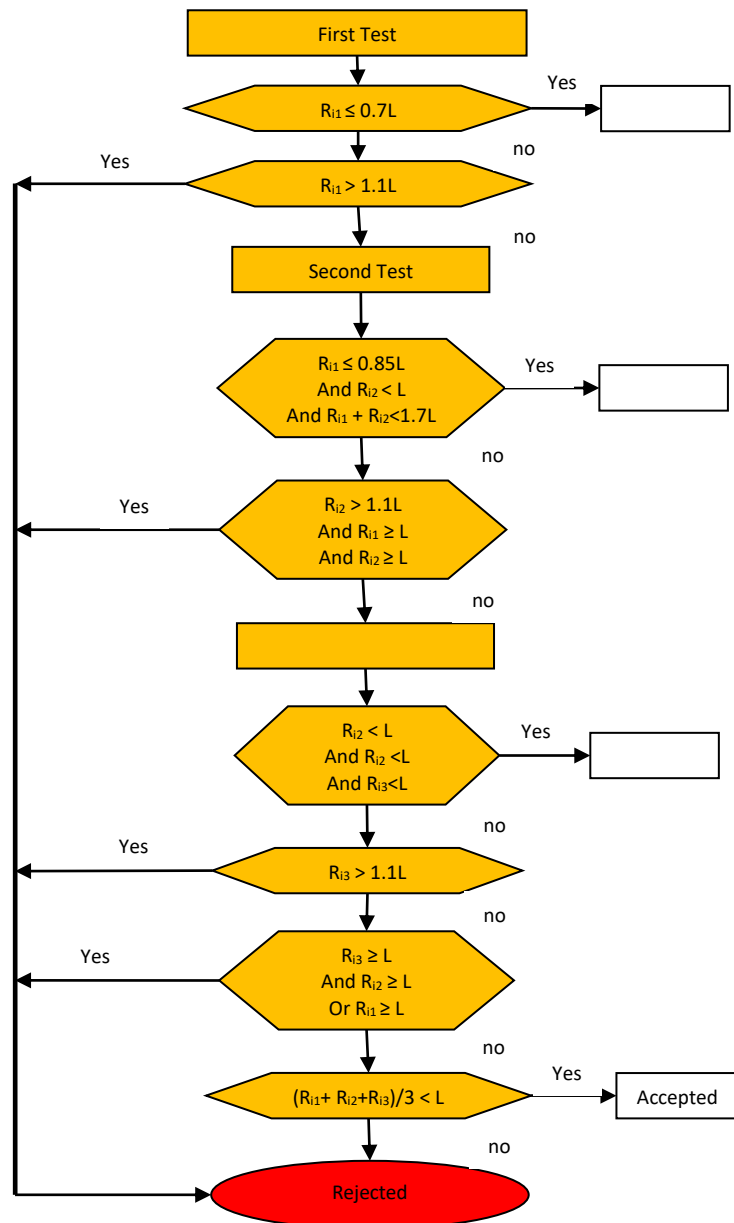 First Test
Yes
Rᵢ₁ ≤ 0.7L
no
Yes
Rᵢ₁ > 1.1L
no
Second Test
Rᵢ₁ ≤ 0.85L
And Rᵢ₂ < L
And Rᵢ₁ + Rᵢ₂<1.7L
Yes
no
Yes
Rᵢ₂ > 1.1L
And Rᵢ₁ ≥ L
And Rᵢ₂ ≥ L
no
Rᵢ₂ < L
And Rᵢ₂ <L
And Rᵢ₃<L
Yes
no
Yes
Rᵢ₃ > 1.1L
no
Yes
Rᵢ₃ ≥ L
And Rᵢ₂ ≥ L
Or Rᵢ₁ ≥ L
no
(Rᵢ₁+ Rᵢ₂+Rᵢ₃)/3 < L
Yes
Accepted
no
Rejected